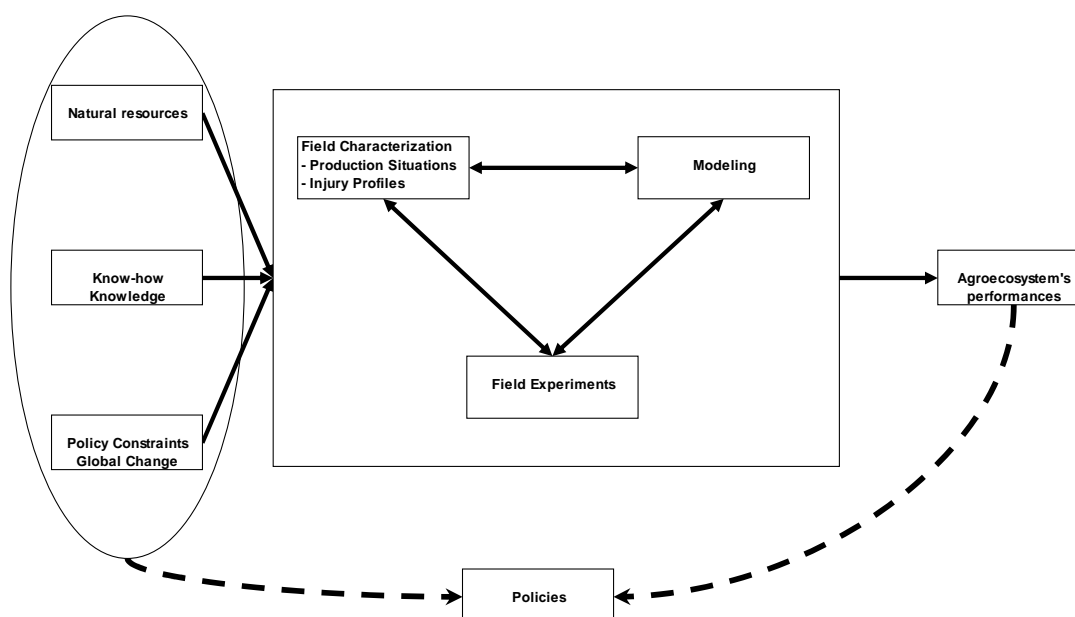 Natural resources
Know-how
Knowledge
Policy Constraints
Global Change
Field Characterization
- Production Situations
- Injury Profiles
Modeling
Field Experiments
Agroecosystem's
performances
Policies